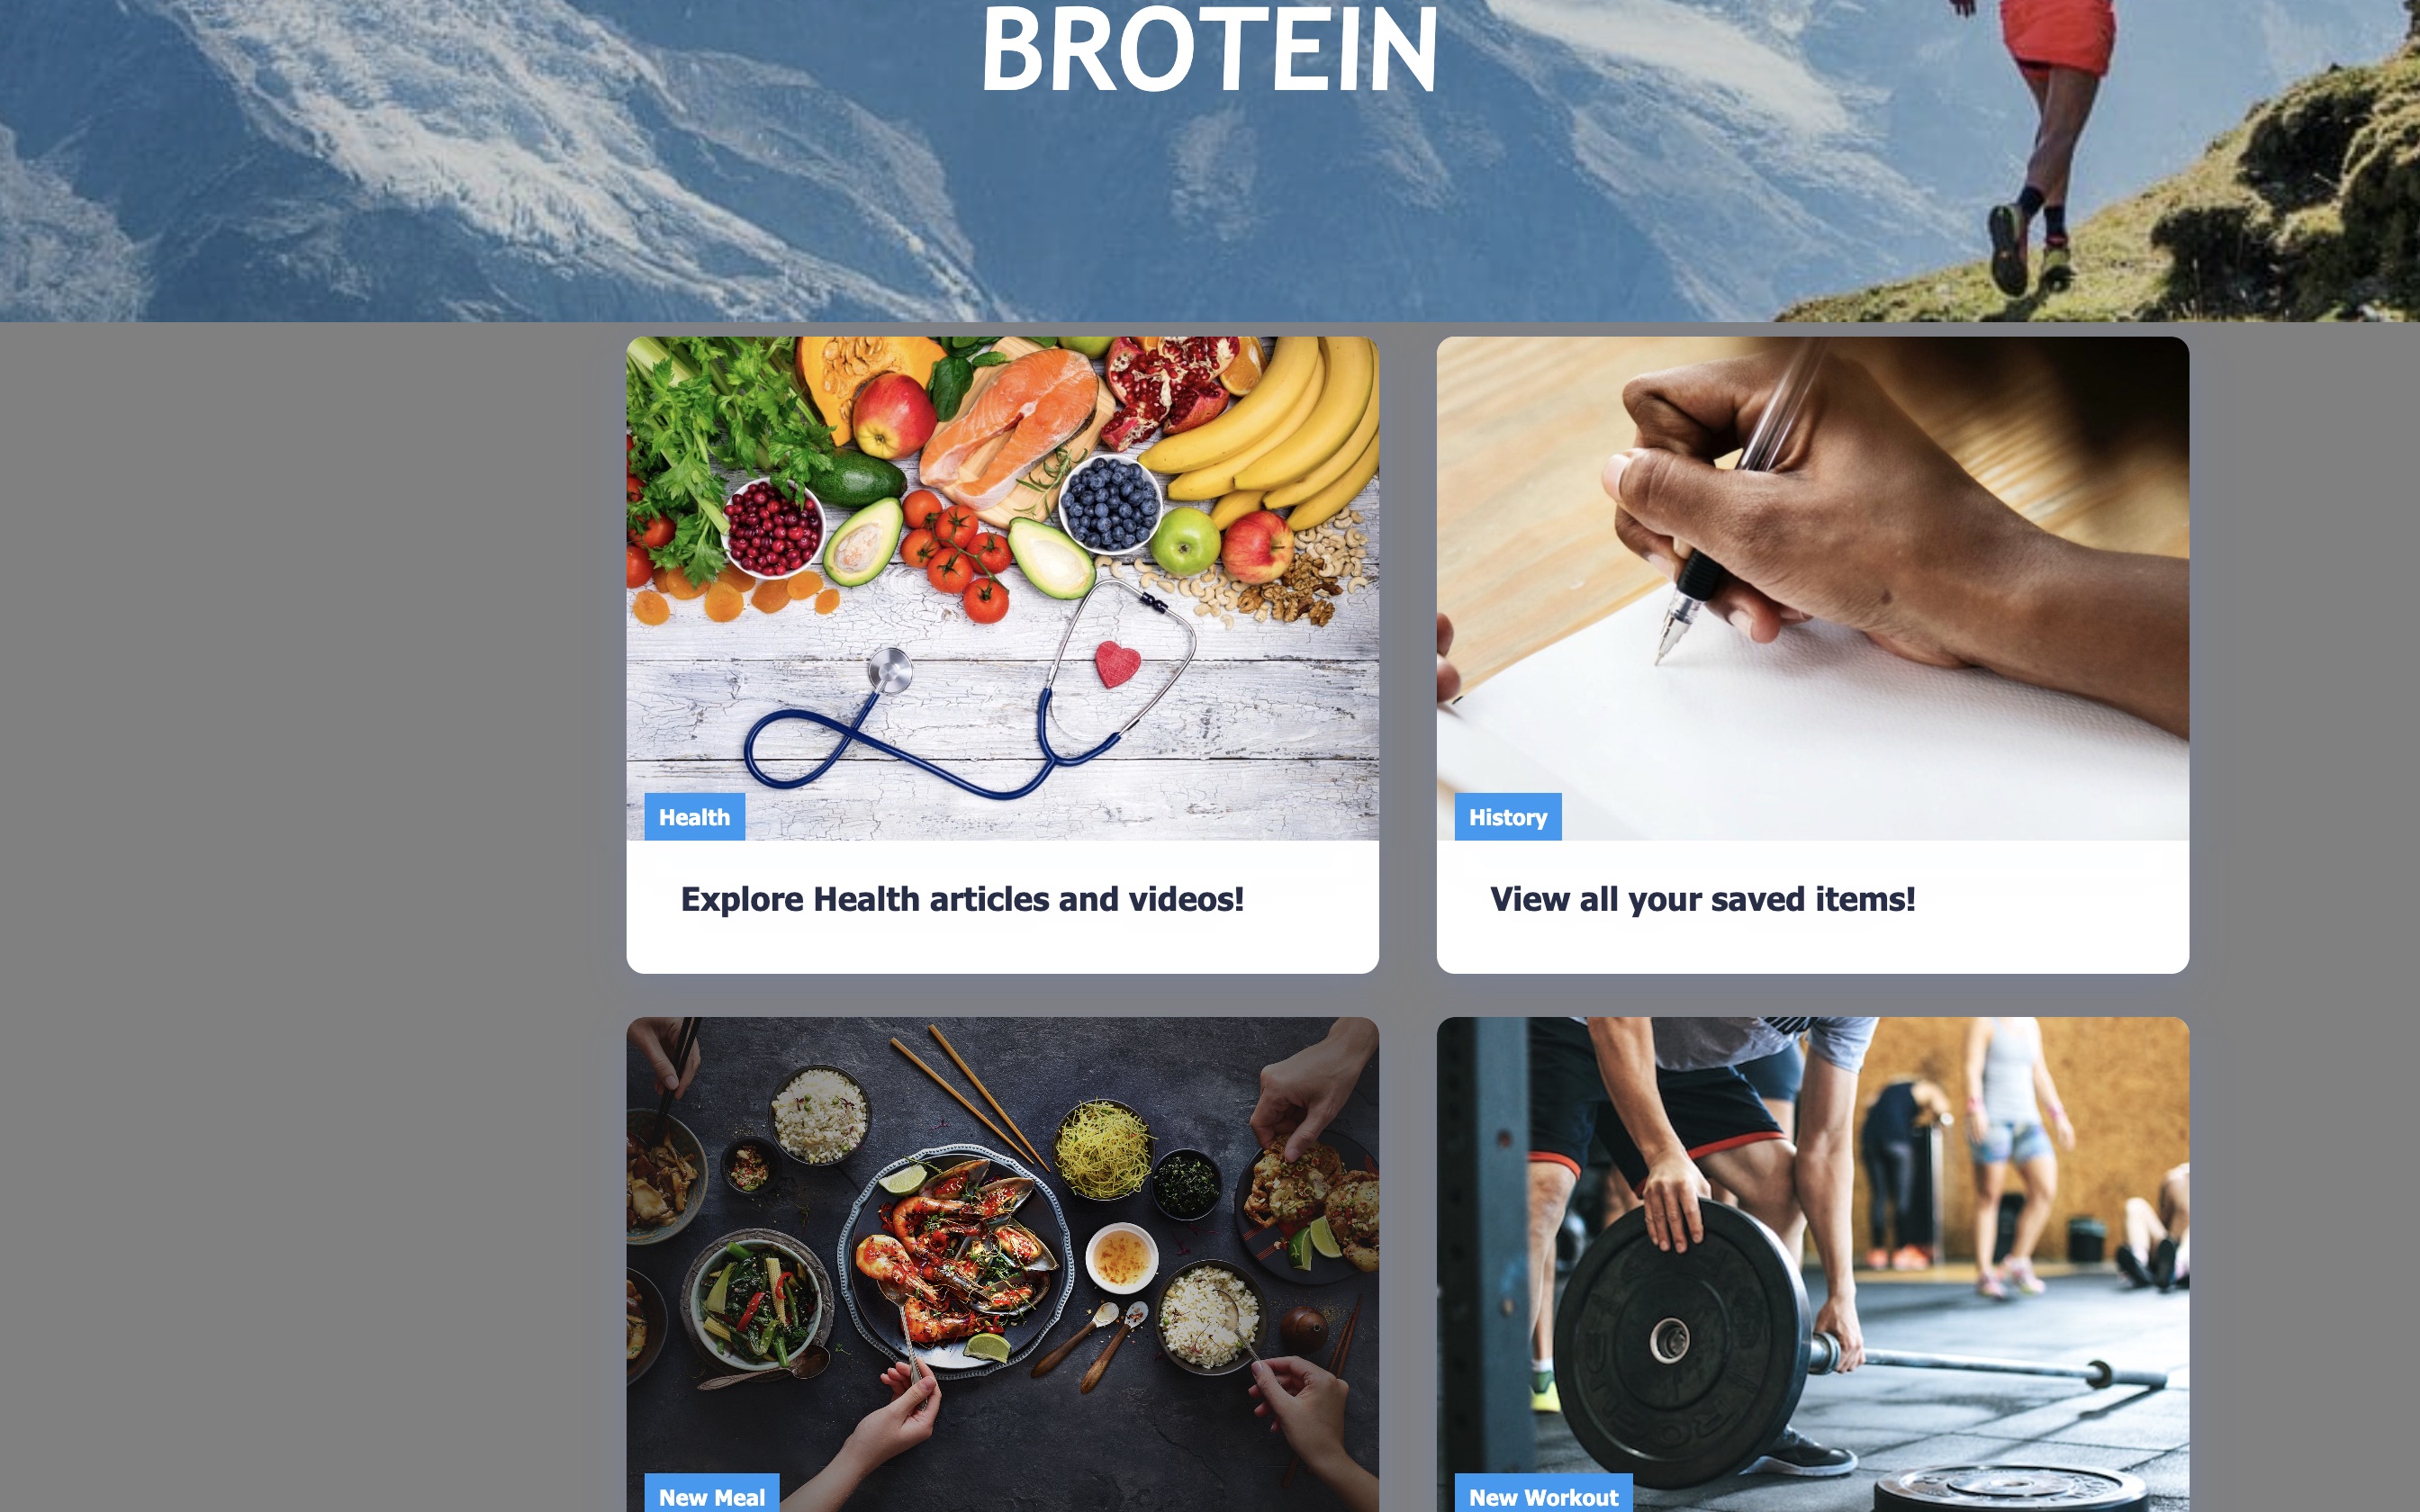 BROTEIN
Health
Explore Health articles and videos!
History
View all your saved items!
New Meal
New Workout